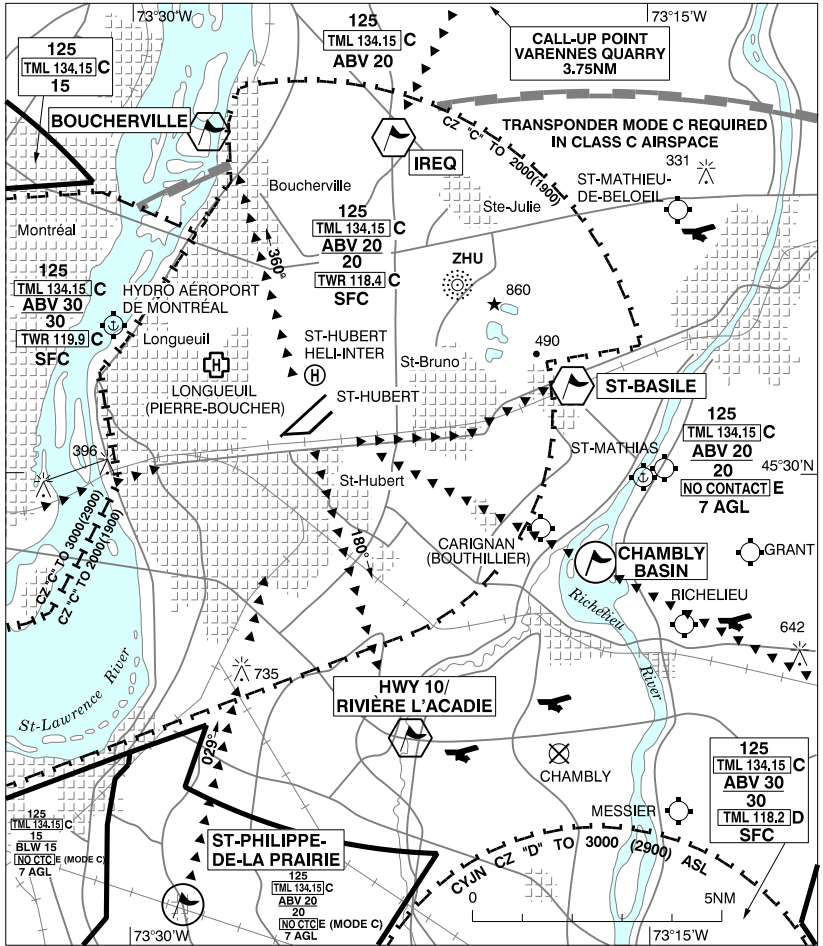 73°30'W
73°15'W
125
TML 134.15 C
15
125
TML 134.15 C
ABV 20
CALL-UP POINT
VARENNES QUARRY
3.75NM
BOUCHERVILLE
IREQ
CZ "C" TO 2000(1900)
TRANSPONDER MODE C REQUIRED
IN CLASS C AIRSPACE
331
ST-MATHIEU-
DE-BELOEIL
Boucherville
Ste-Julie
Montréal
360°
125
TML 134.15 C
ABV 20
20
TWR 118.4 C
SFC
ZHU
860
125
TML 134.15 C
ABV 30
30
TWR 119.9 C
SFC
HYDRO AÉROPORT
DE MONTRÉAL
Longueuil
ST-HUBERT
HELI-INTER
H
490
St-Bruno
H
LONGUEUIL
(PIERRE-BOUCHER)
ST-HUBERT
ST-BASILE
125
TML 134.15 C
ABV 20
20
NO CONTACT E
7 AGL
ST-MATHIAS
45°30'N
396
St-Hubert
180°
CZ "C" TO 3000(2900)
CZ "C" TO 2000(1900)
CARIGNAN
(BOUTHILLIER)
CHAMBLY
BASIN
GRANT
RICHELIEU
Richelieu
River
642
St-Lawrence River
735
HWY 10/
RIVIÈRE L'ACADIE
029°
CHAMBLY
125
TML 134.15 C
ABV 30
30
TML 118.2 D
SFC
MESSIER
125
TML 134.15 C
15
BLW 15
NO CTC E (MODE C)
7 AGL
ST-PHILIPPE-
DE-LA PRAIRIE
125
TML 134.15 C
ABV 20
20
NO CTC E (MODE C)
7 AGL
CYJN CZ "D" TO 3000 (2900) ASL
0
5NM
73°30'W
73°15'W